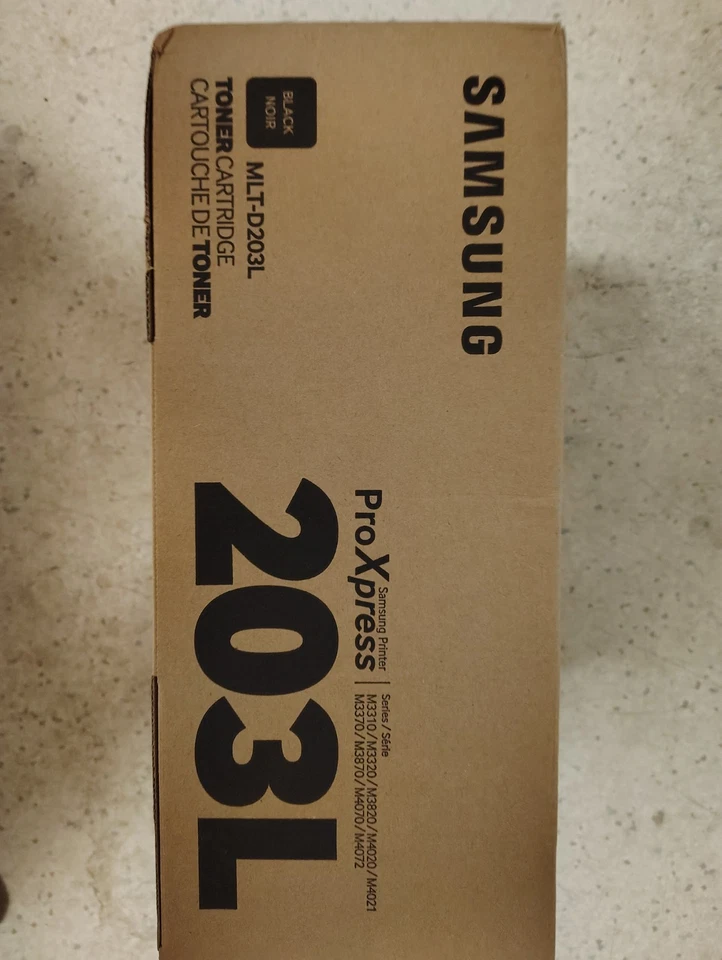 SAMSUNG
BLACK
NOIR
MLT-D203L
TONER CARTRIDGE
CARTOUCHE DE TONER
Samsung Printer
ProXpress
Series / Série
M3310/M3320/M3820/M4020/M4021
M3370/M3870/M4070/M4072
203L